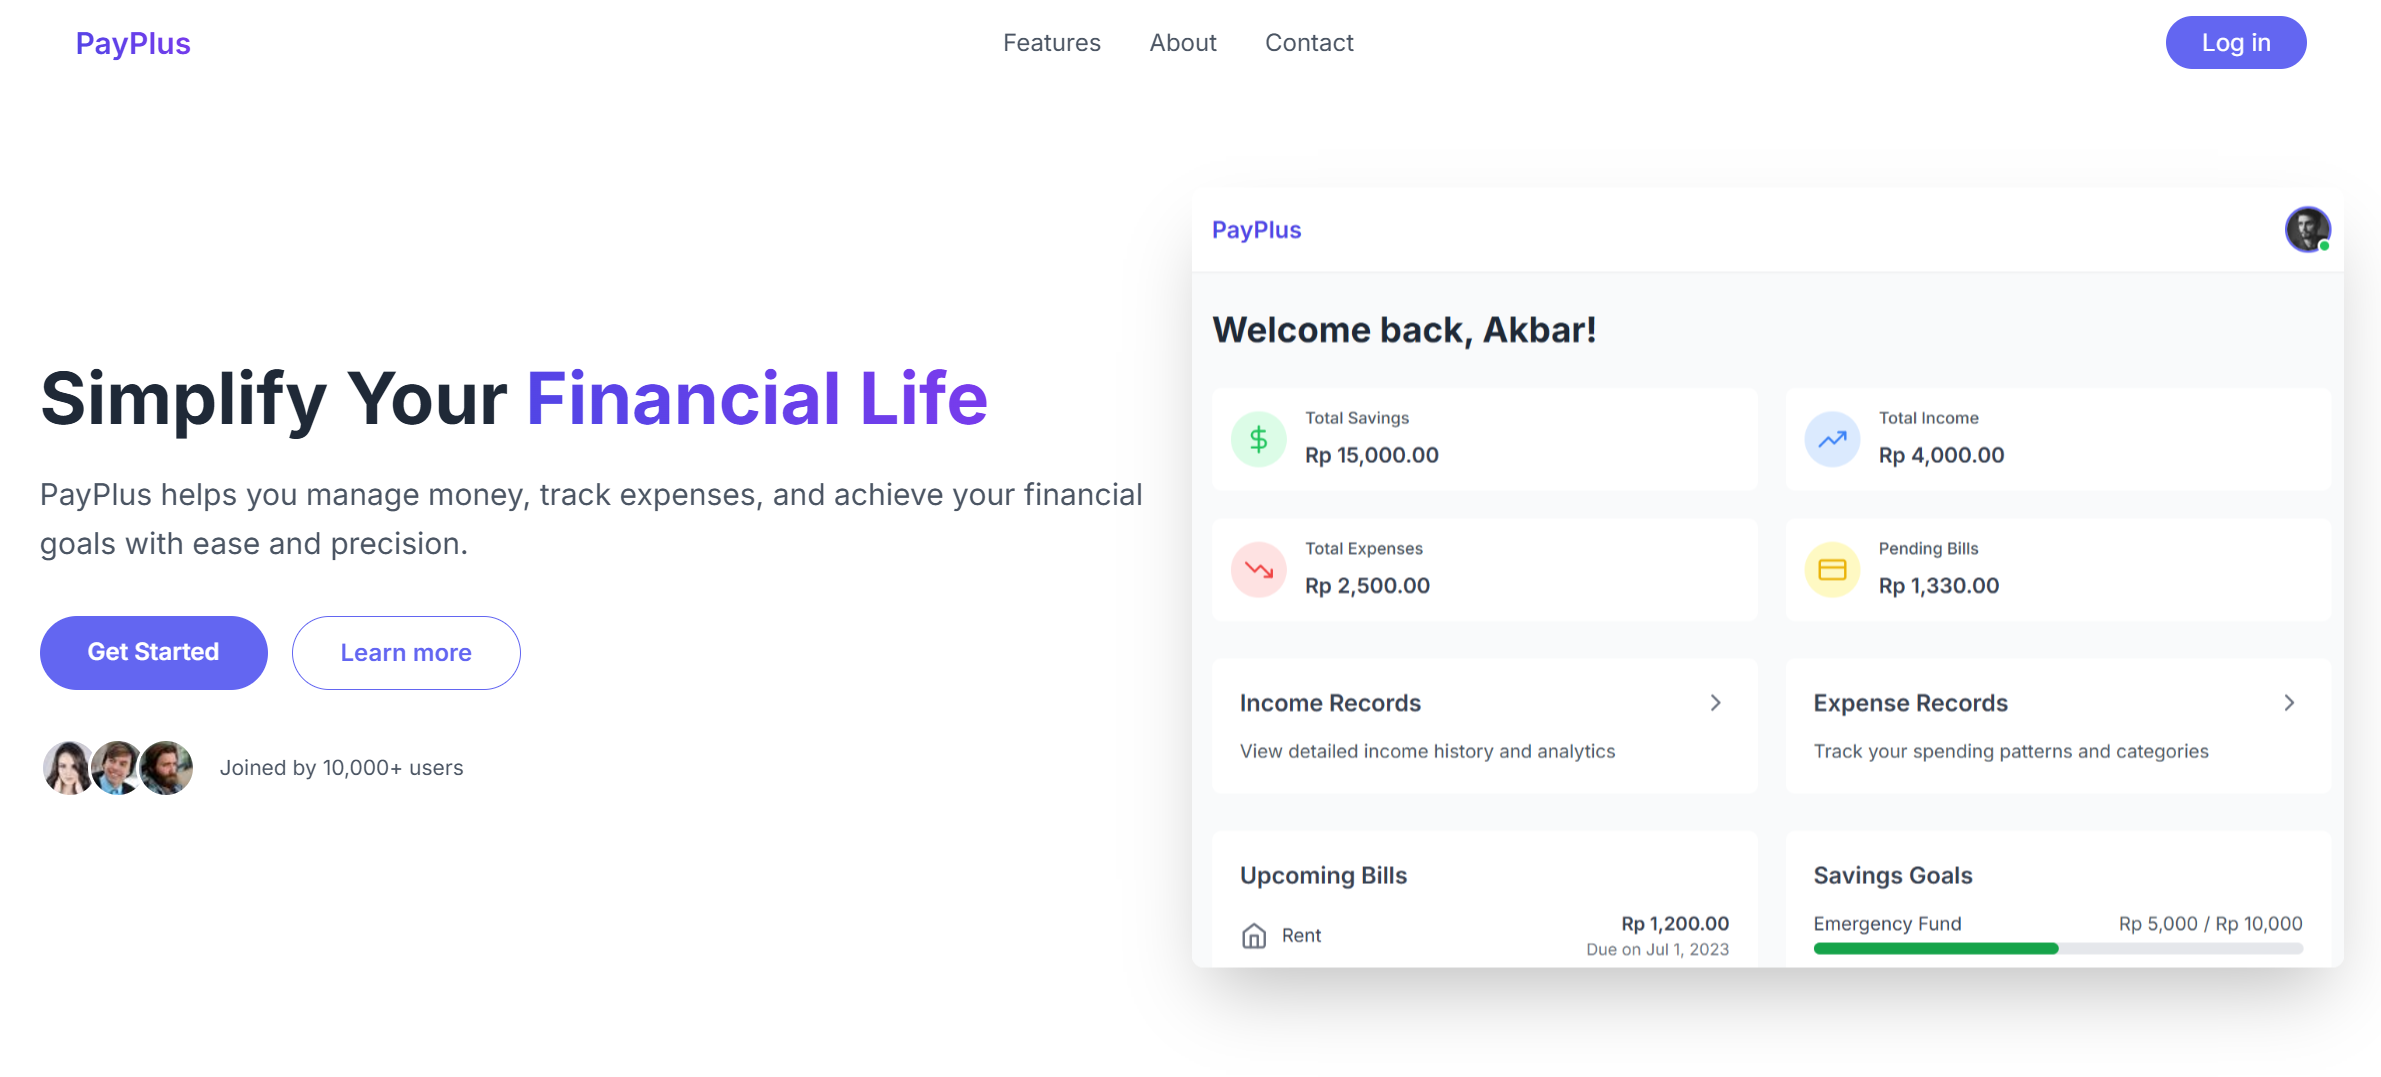 PayPlus
Features
About
Contact
Log in
Simplify Your Financial Life
PayPlus helps you manage money, track expenses, and achieve your financial
goals with ease and precision.
Get Started
Learn more
Joined by 10,000+ users
PayPlus
Welcome back, Akbar!
Total Savings
Rp 15,000.00
Total Income
Rp 4,000.00
Total Expenses
Rp 2,500.00
Pending Bills
Rp 1,330.00
Income Records
View detailed income history and analytics
Expense Records
Track your spending patterns and categories
Upcoming Bills
Rent
Rp 1,200.00
Due on Jul 1, 2023
Savings Goals
Emergency Fund
Rp 5,000 / Rp 10,000